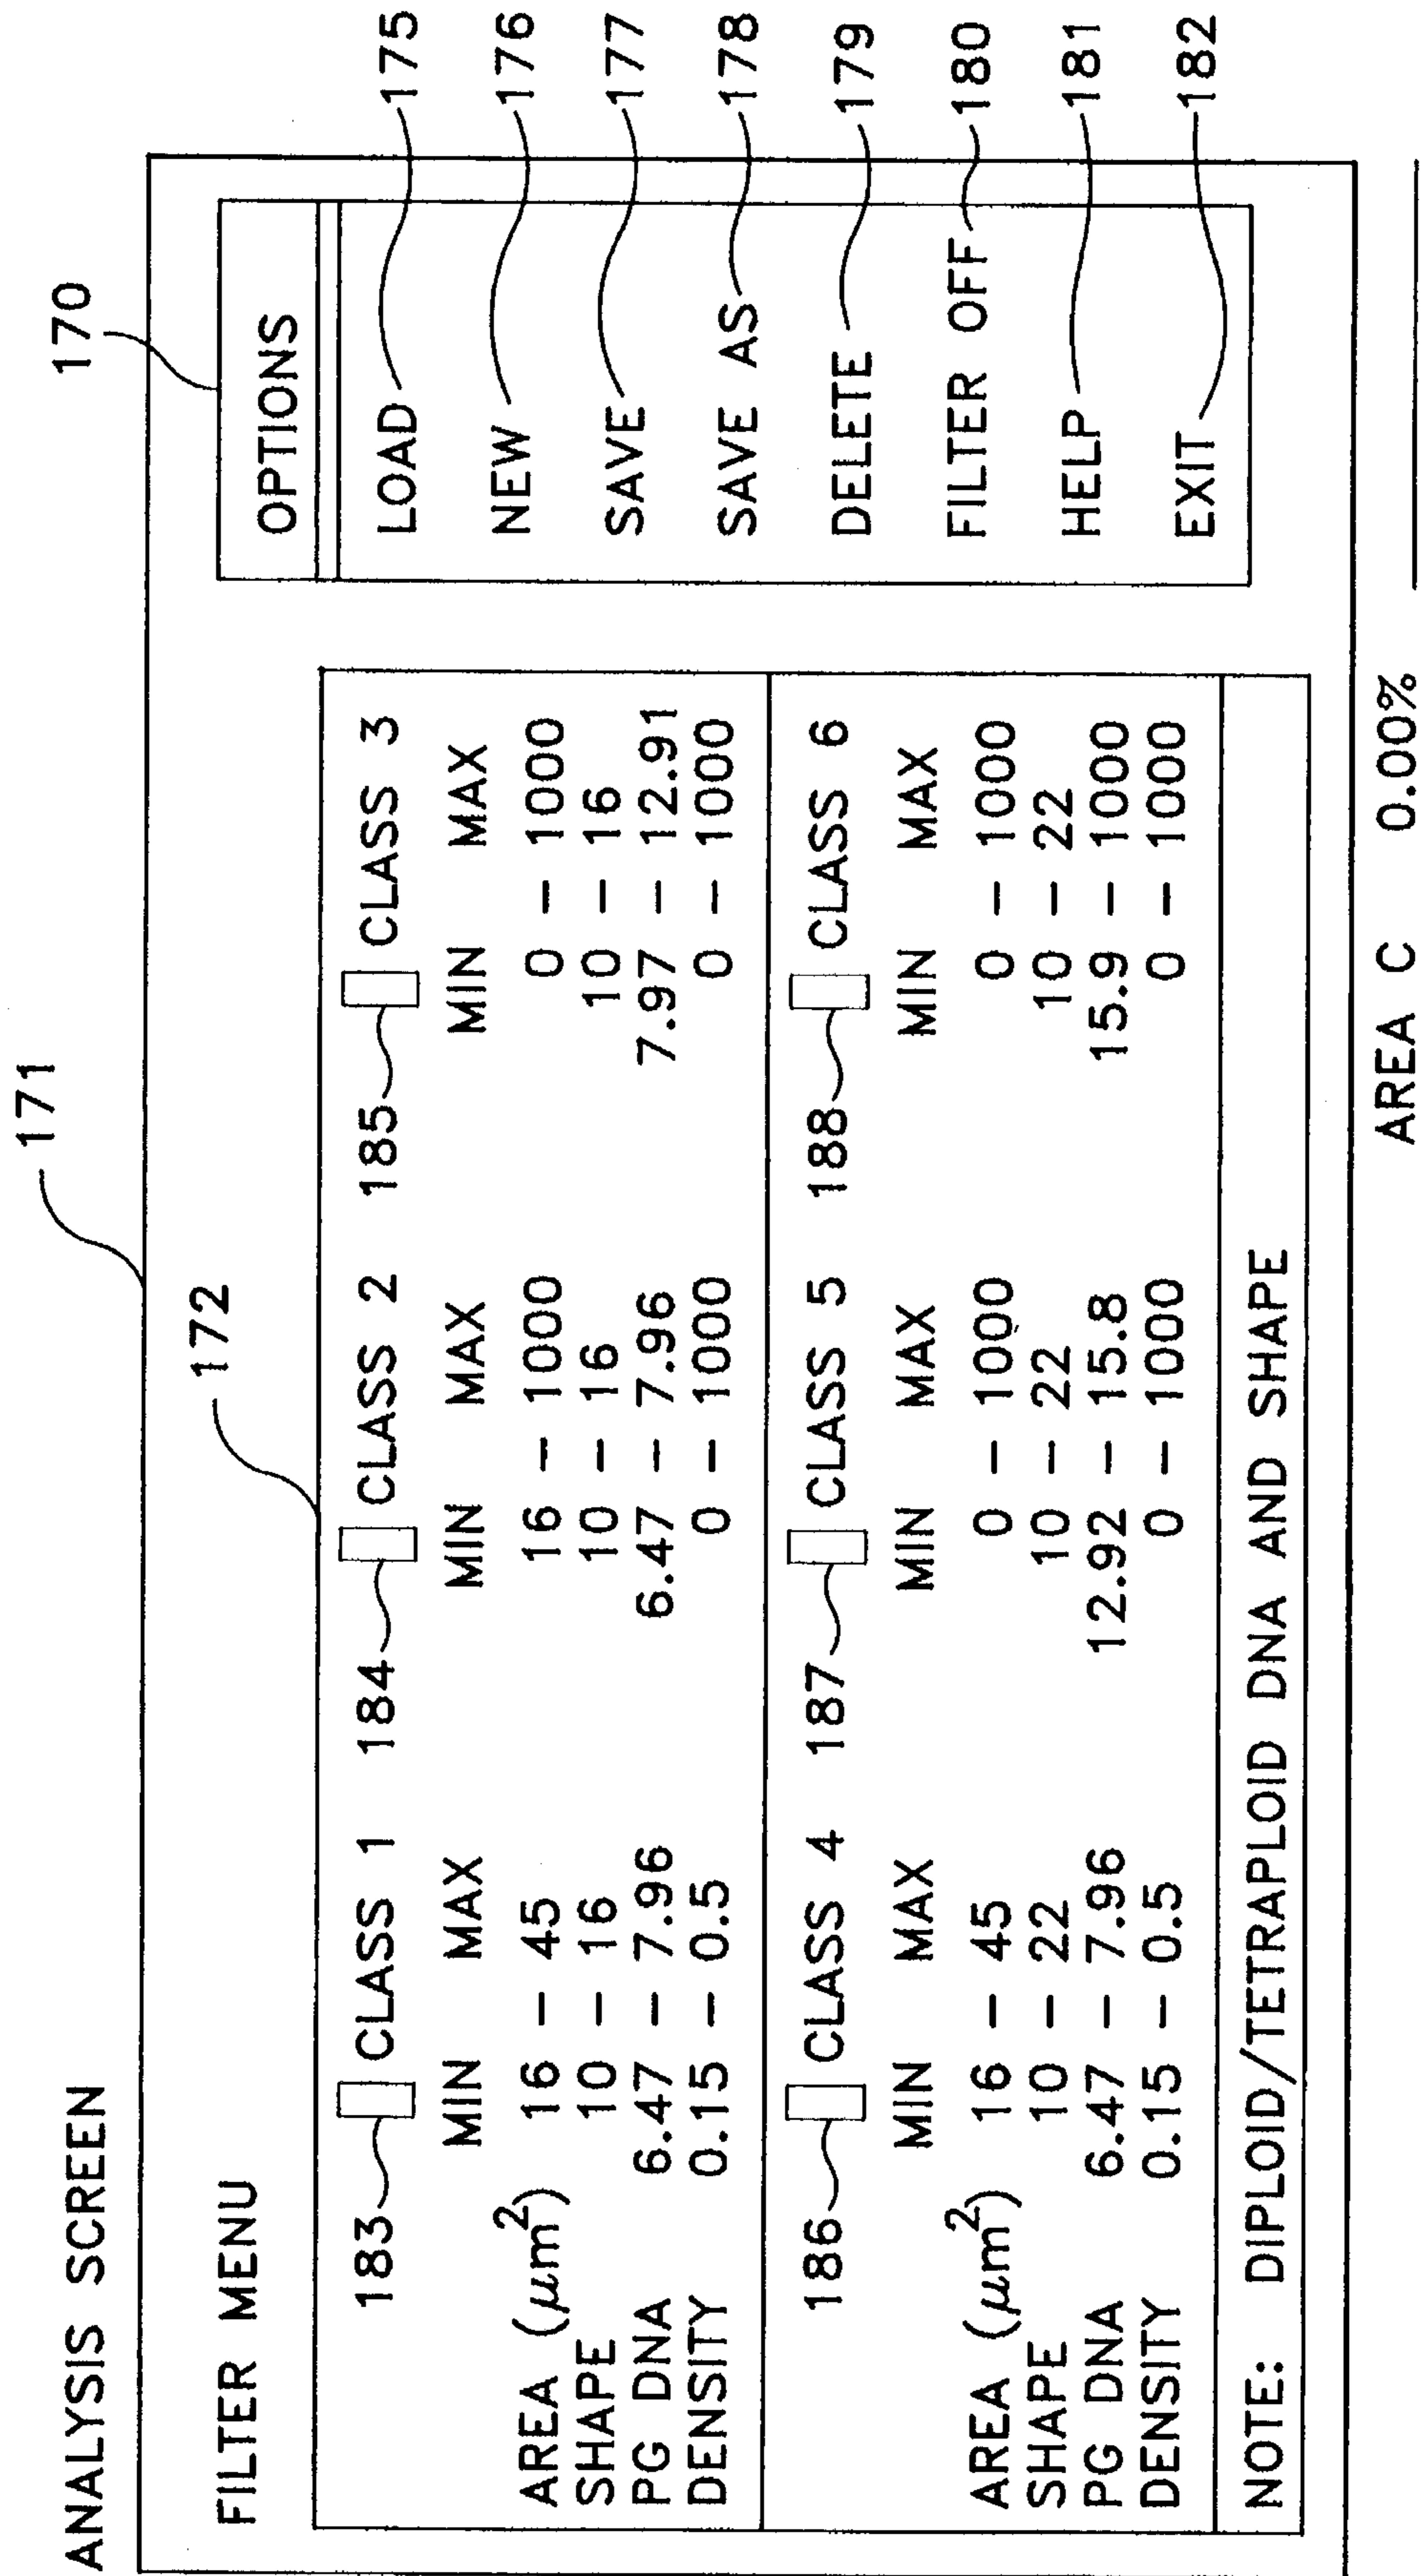 ANALYSIS SCREEN
171
170
FILTER MENU
172
OPTIONS
183 CLASS 1 184 CLASS 2 185 CLASS 3
MIN MAX MIN MAX MIN MAX
AREA (μm²) 16 - 45 16 - 1000 0 - 1000
SHAPE 10 - 16 10 - 16 10 - 16
PG DNA 6.47 - 7.96 6.47 - 7.96 7.97 - 12.91
DENSITY 0.15 - 0.5 0 - 1000 0 - 1000
186 CLASS 4 187 CLASS 5 188 CLASS 6
MIN MAX MIN MAX MIN MAX
AREA (μm²) 16 - 45 0 - 1000 0 - 1000
SHAPE 10 - 22 10 - 22 10 - 22
PG DNA 6.47 - 7.96 12.92 - 15.8 15.9 - 1000
DENSITY 0.15 - 0.5 0 - 1000 0 - 1000
NOTE: DIPLOID/TETRAPLOID DNA AND SHAPE
LOAD 175
NEW 176
SAVE 177
SAVE AS 178
DELETE 179
FILTER OFF 180
HELP 181
EXIT 182
AREA C 0.00%